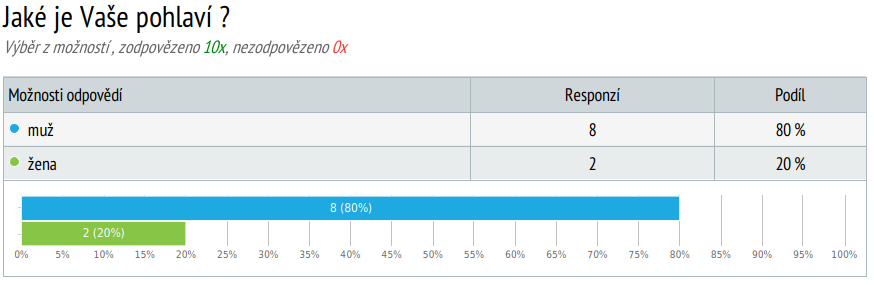 Jaké je Vaše pohlaví ?
Výběr z možností , zodpovězeno 10x, nezodpovězeno 0x
Možnosti odpovědí Responzí Podíl
muž 8 80 %
žena 2 20 %
8 (80%)
2 (20%)
0% 5% 10% 15% 20% 25% 30% 35% 40% 45% 50% 55% 60% 65% 70% 75% 80% 85% 90% 95% 100%